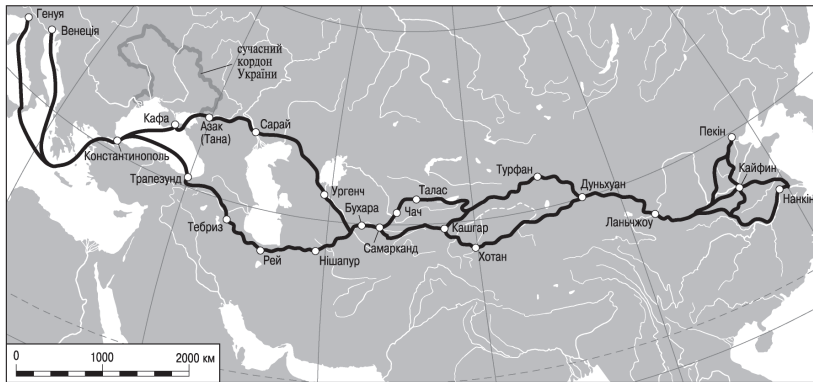 Генуя
Венеція
сучасний
кордон
України
Кафа
Азак
(Тана)
Сарай
Пекін
Константинополь
Турфан
Кайфин
Трапезунд
Ургенч
Талас
Дуньхуан
Нанкін
Бухара
Чач
Тебриз
Кашгар
Ланьчжоу
Рей
Нішапур
Самарканд
Хотан
0 1000 2000 км